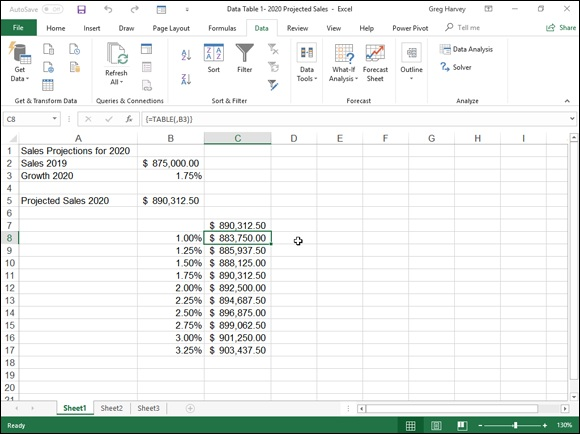 AutoSave Off Data Table 1- 2020 Projected Sales - Excel Greg Harvey
File Home Insert Draw Page Layout Formulas Data Review View Help Power Pivot Tell me Share
Get Data Refresh All Sort Filter Data Tools What-If Analysis Forecast Sheet Outline Data Analysis
Solver
Get & Transform Data Queries & Connections Sort & Filter Forecast Analyze
C8 fx {=TABLE(,B3)}
A B C D E F G H I
1 Sales Projections for 2020
2 Sales 2019 $ 875,000.00
3 Growth 2020 1.75%
4
5 Projected Sales 2020 $ 890,312.50
6
7 $ 890,312.50
8 1.00% $ 883,750.00
9 1.25% $ 885,937.50
10 1.50% $ 888,125.00
11 1.75% $ 890,312.50
12 2.00% $ 892,500.00
13 2.25% $ 894,687.50
14 2.50% $ 896,875.00
15 2.75% $ 899,062.50
16 3.00% $ 901,250.00
17 3.25% $ 903,437.50
18
19
20
21
Sheet1 Sheet2 Sheet3
Ready 130%